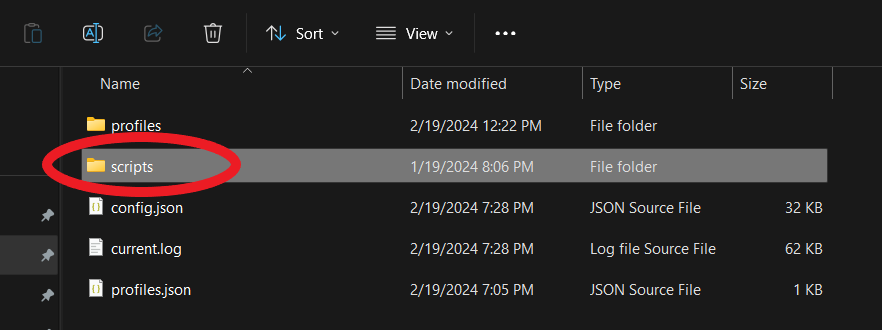 Sort View ...
Name Date modified Type Size
profiles 2/19/2024 12:22 PM File folder
scripts 1/19/2024 8:06 PM File folder
config.json 2/19/2024 7:28 PM JSON Source File 32 KB
current.log 2/19/2024 7:28 PM Log file Source File 62 KB
profiles.json 2/19/2024 7:05 PM JSON Source File 1 KB